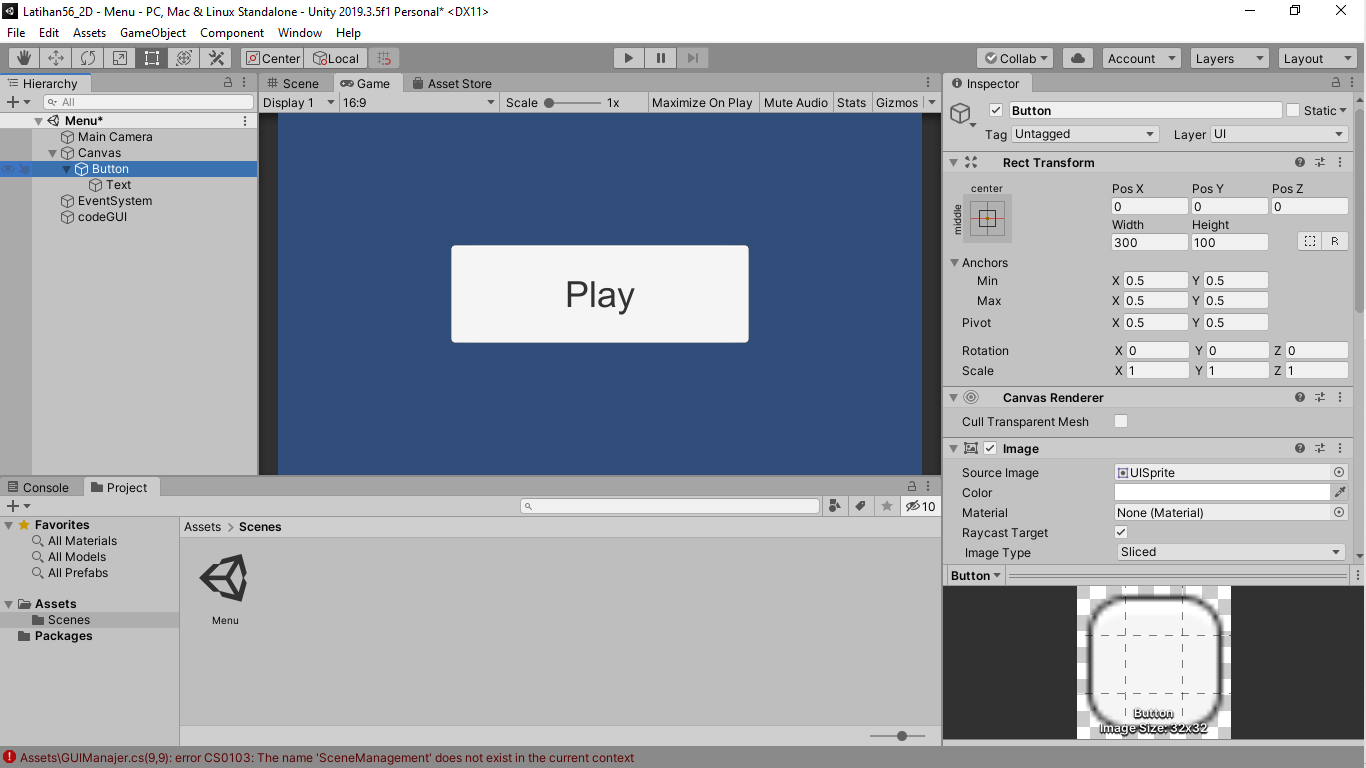 Latihan56_2D - Menu - PC, Mac & Linux Standalone - Unity 2019.3.5f1 Personal* <DX11>
File Edit Assets GameObject Component Window Help
Center Local Collab Account Layers Layout
Hierarchy
All
Menu*
Main Camera
Canvas
Button
Text
EventSystem
codeGUI
Scene Game Asset Store
Display 1 16:9 Scale 1x Maximize On Play Mute Audio Stats Gizmos
Play
Inspector
Button Static
Tag Untagged Layer UI
Rect Transform
center
middle
Pos X Pos Y Pos Z
0 0 0
Width Height
300 100 R
Anchors
Min X 0.5 Y 0.5
Max X 0.5 Y 0.5
Pivot X 0.5 Y 0.5
Rotation X 0 Y 0 Z 0
Scale X 1 Y 1 Z 1
Canvas Renderer
Cull Transparent Mesh
Image
Source Image UISprite
Color
Material None (Material)
Raycast Target
Image Type Sliced
Button
Button
Image Size: 32x32
Console Project
10
Favorites
All Materials
All Models
All Prefabs
Assets
Scenes
Packages
Assets > Scenes
Menu
Assets\GUIManajer.cs(9,9): error CS0103: The name 'SceneManagement' does not exist in the current context